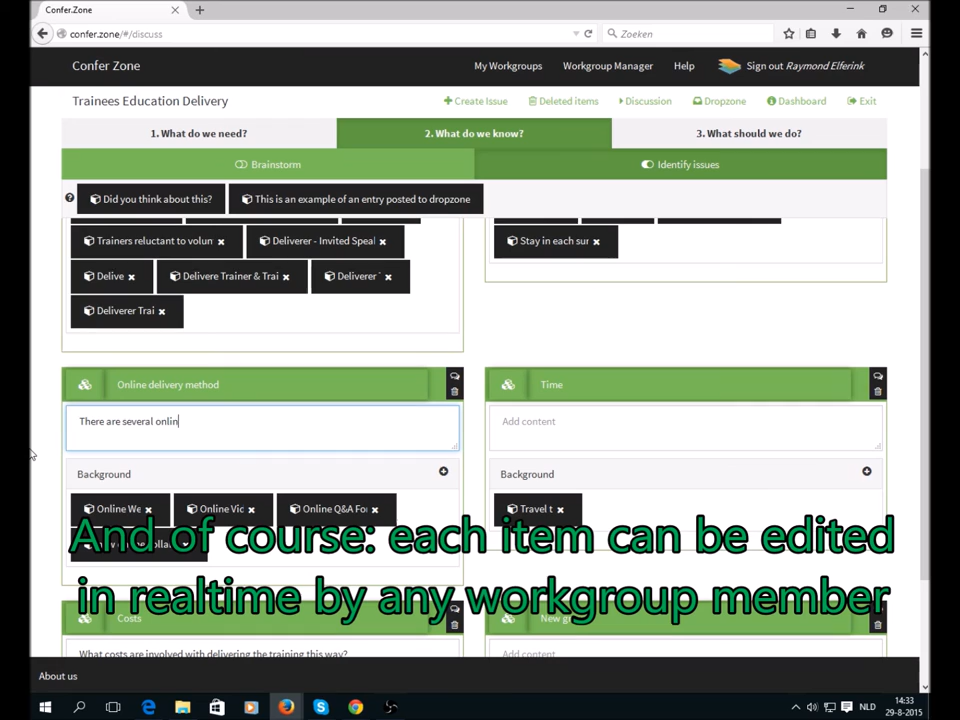 Confer.Zone
confer.zone/#/discuss
Zoeken
Confer Zone
My Workgroups
Workgroup Manager
Help
Sign out Raymond Elferink
Trainees Education Delivery
Create Issue
Deleted items
Discussion
Dropzone
Dashboard
Exit
1. What do we need?
2. What do we know?
3. What should we do?
Brainstorm
Identify issues
Did you think about this?
This is an example of an entry posted to dropzone
Trainers reluctant to volun
Deliverer - Invited Speal
Stay in each sur
Delive
Delivere Trainer & Trai
Deliverer
Deliverer Trai
Online delivery method
Time
There are several onlin
Add content
Background
Background
Online We
Online Vic
Online Q&A Fo
Travel t
And of course: each item can be edited
in realtime by any workgroup member
Costs
What costs are involved with delivering the training this way?
Add content
About us
NLD
14:33
29-8-2015